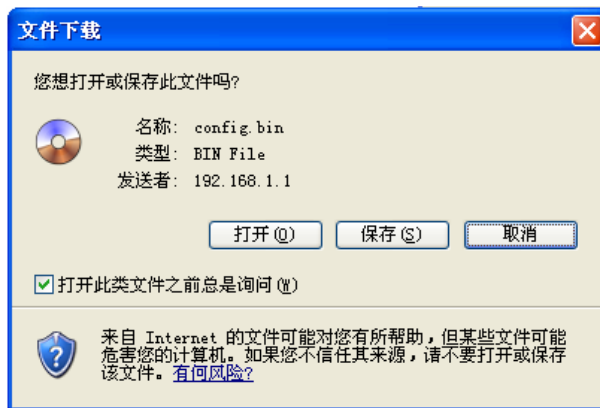 文件下载
您想打开或保存此文件吗?
名称: config.bin
类型: BIN File
发送者: 192.168.1.1
打开(O) 保存(S) 取消
打开此类文件之前总是询问(W)
来自 Internet 的文件可能对您有所帮助，但某些文件可能
危害您的计算机。如果您不信任其来源，请不要打开或保存
该文件。有何风险?